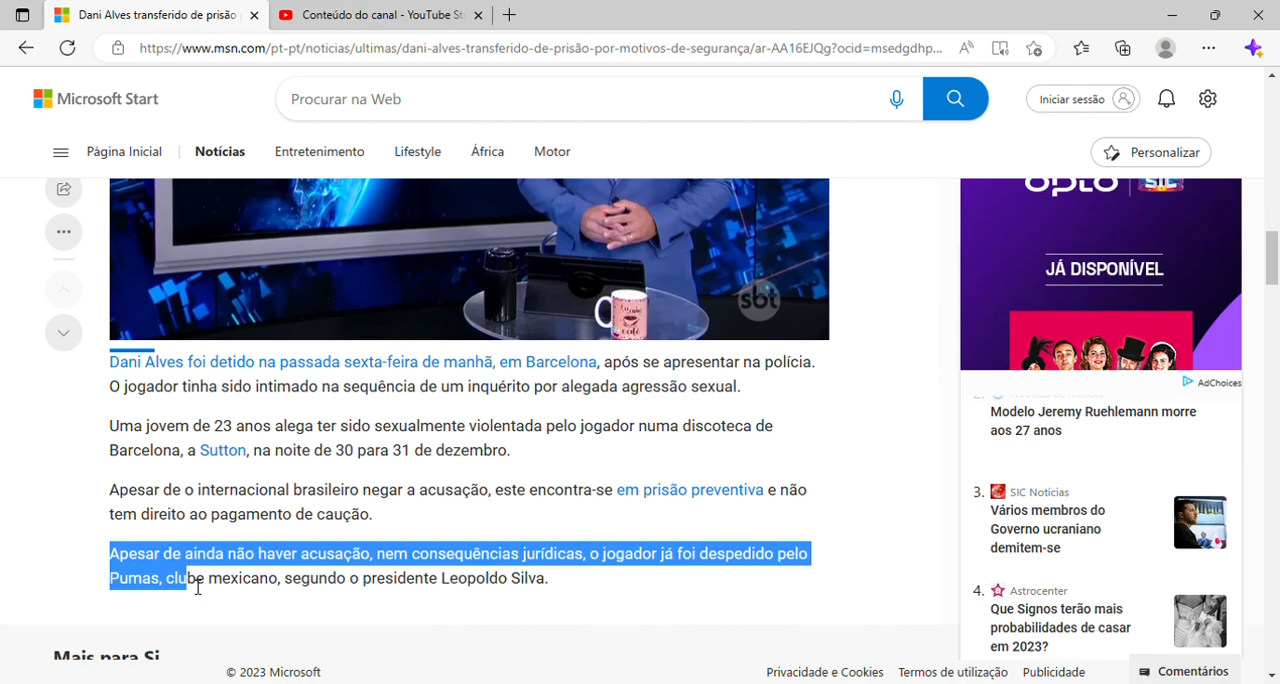 Dani Alves transferido de prisão
Conteúdo do canal - YouTube St
https://www.msn.com/pt-pt/noticias/ultimas/dani-alves-transferido-de-prisão-por-motivos-de-segurança/ar-AA16EJQg?ocid=msedgdhp...
Microsoft Start
Procurar na Web
Iniciar sessão
Página Inicial
Notícias
Entretenimento
Lifestyle
África
Motor
Personalizar
sbt
opto SIC
JÁ DISPONÍVEL
AdChoices
Dani Alves foi detido na passada sexta-feira de manhã, em Barcelona, após se apresentar na polícia.
O jogador tinha sido intimado na sequência de um inquérito por alegada agressão sexual.
Uma jovem de 23 anos alega ter sido sexualmente violentada pelo jogador numa discoteca de
Barcelona, a Sutton, na noite de 30 para 31 de dezembro.
Apesar de o internacional brasileiro negar a acusação, este encontra-se em prisão preventiva e não
tem direito ao pagamento de caução.
Apesar de ainda não haver acusação, nem consequências jurídicas, o jogador já foi despedido pelo
Pumas, clube mexicano, segundo o presidente Leopoldo Silva.
Modelo Jeremy Ruehlemann morre
aos 27 anos
3. SIC Notícias
Vários membros do
Governo ucraniano
demitem-se
4. Astrocenter
Que Signos terão mais
probabilidades de casar
em 2023?
Mais para Si
© 2023 Microsoft
Privacidade e Cookies
Termos de utilização
Publicidade
Comentários